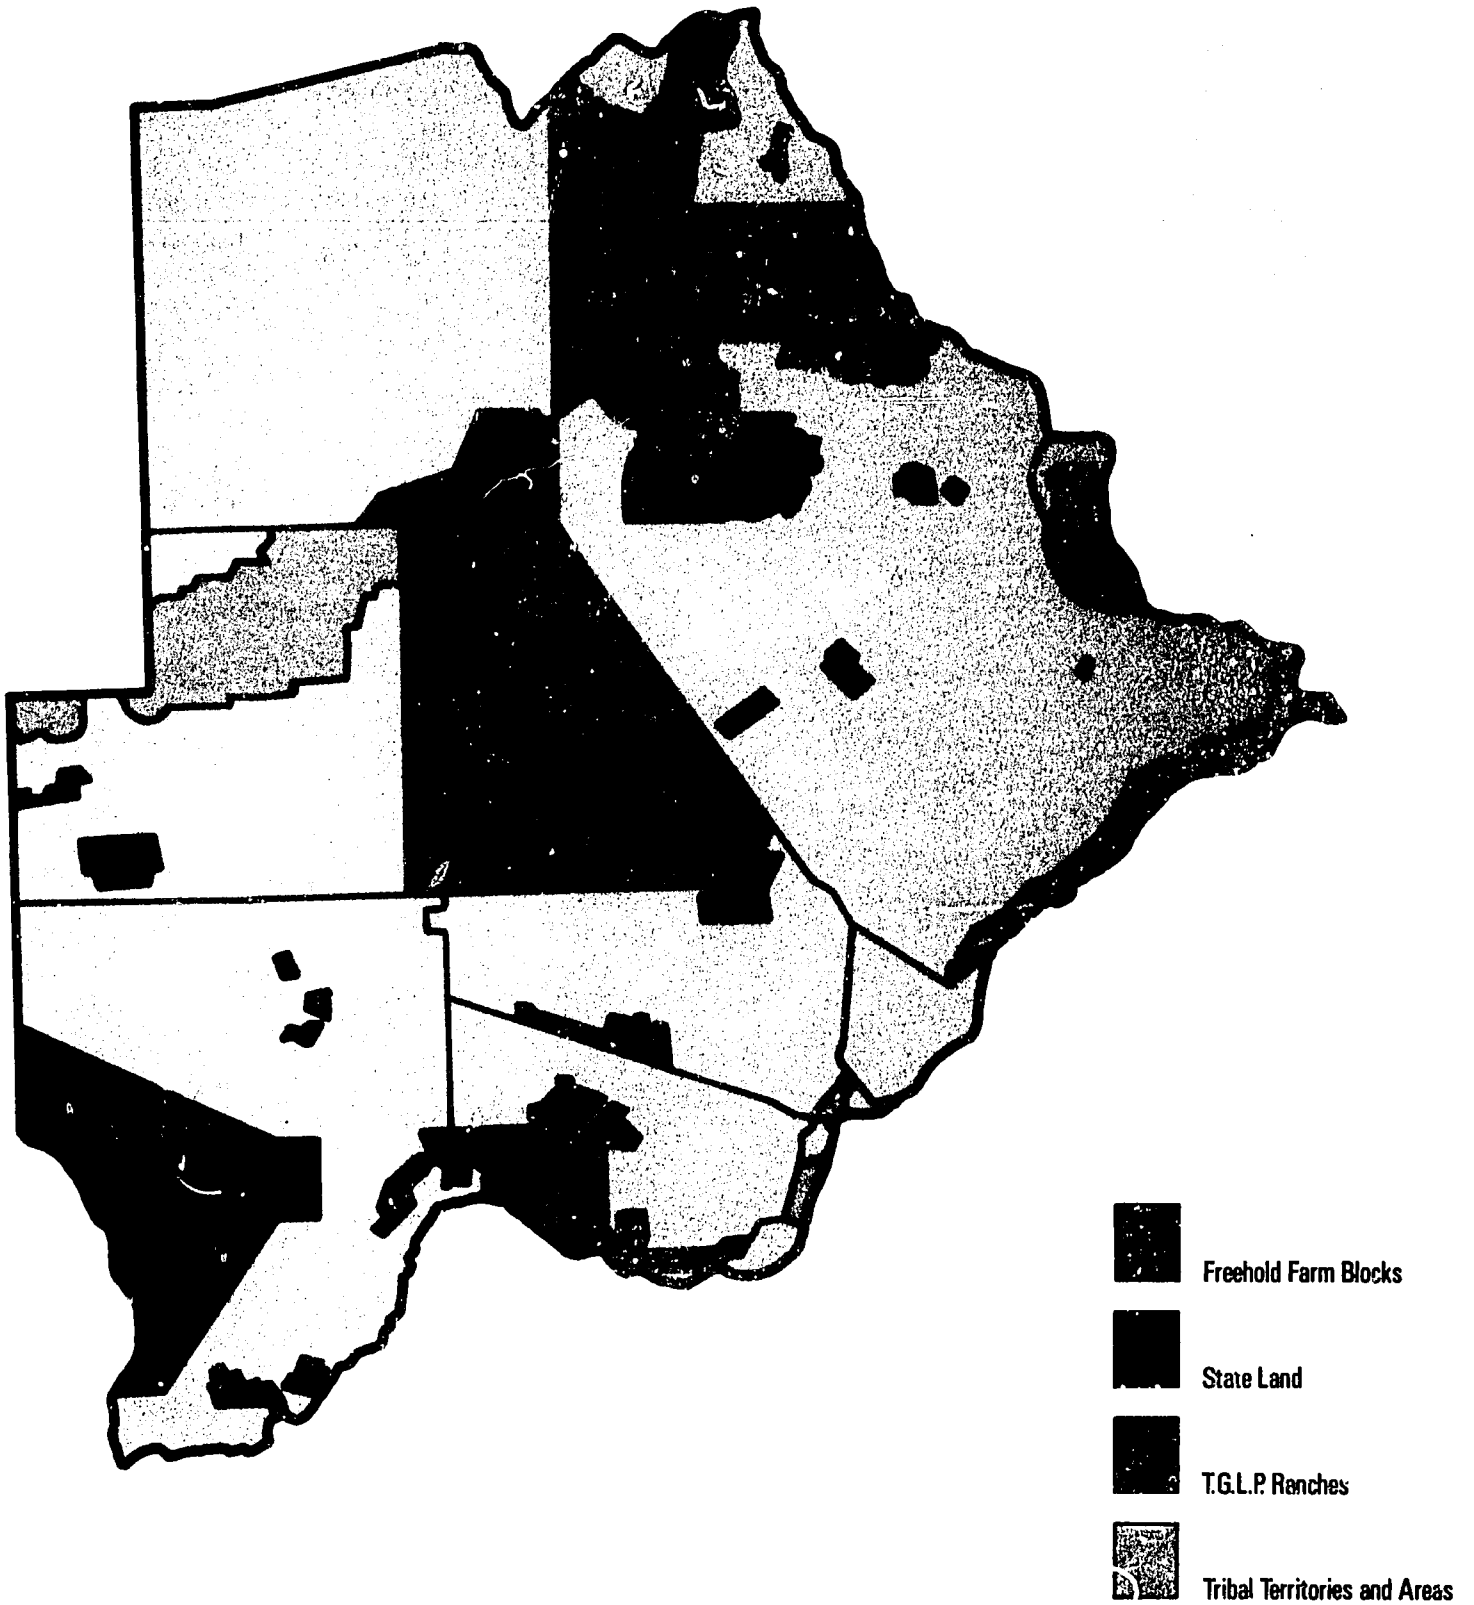 Freehold Farm Blocks
State Land
T.G.L.P. Ranches
Tribal Territories and Areas